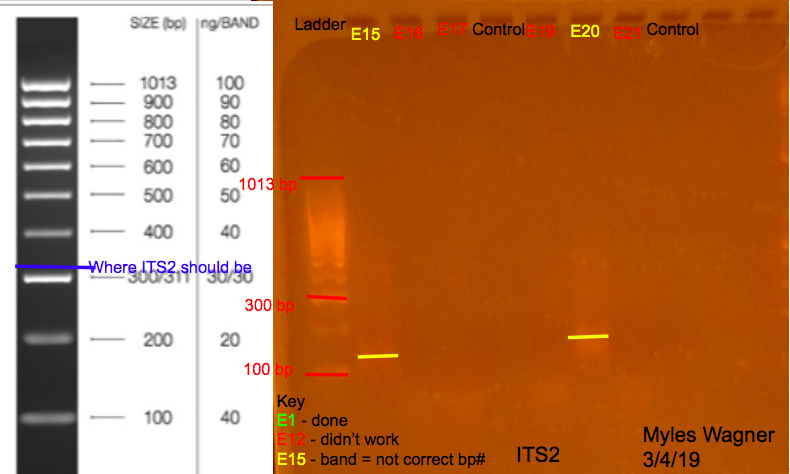 SIZE (bp) ng/BAND
1013 100
900 90
800 80
700 70
600 60
500 50
400 40
Where ITS2 should be
300/311 30/30
200 20
100 40
Ladder E15 E16 E17 Control E19 E20 E21 Control
1013 bp
300 bp
100 bp
Key
E1 - done
E12 - didn't work
E15 - band = not correct bp#
ITS2
Myles Wagner
3/4/19